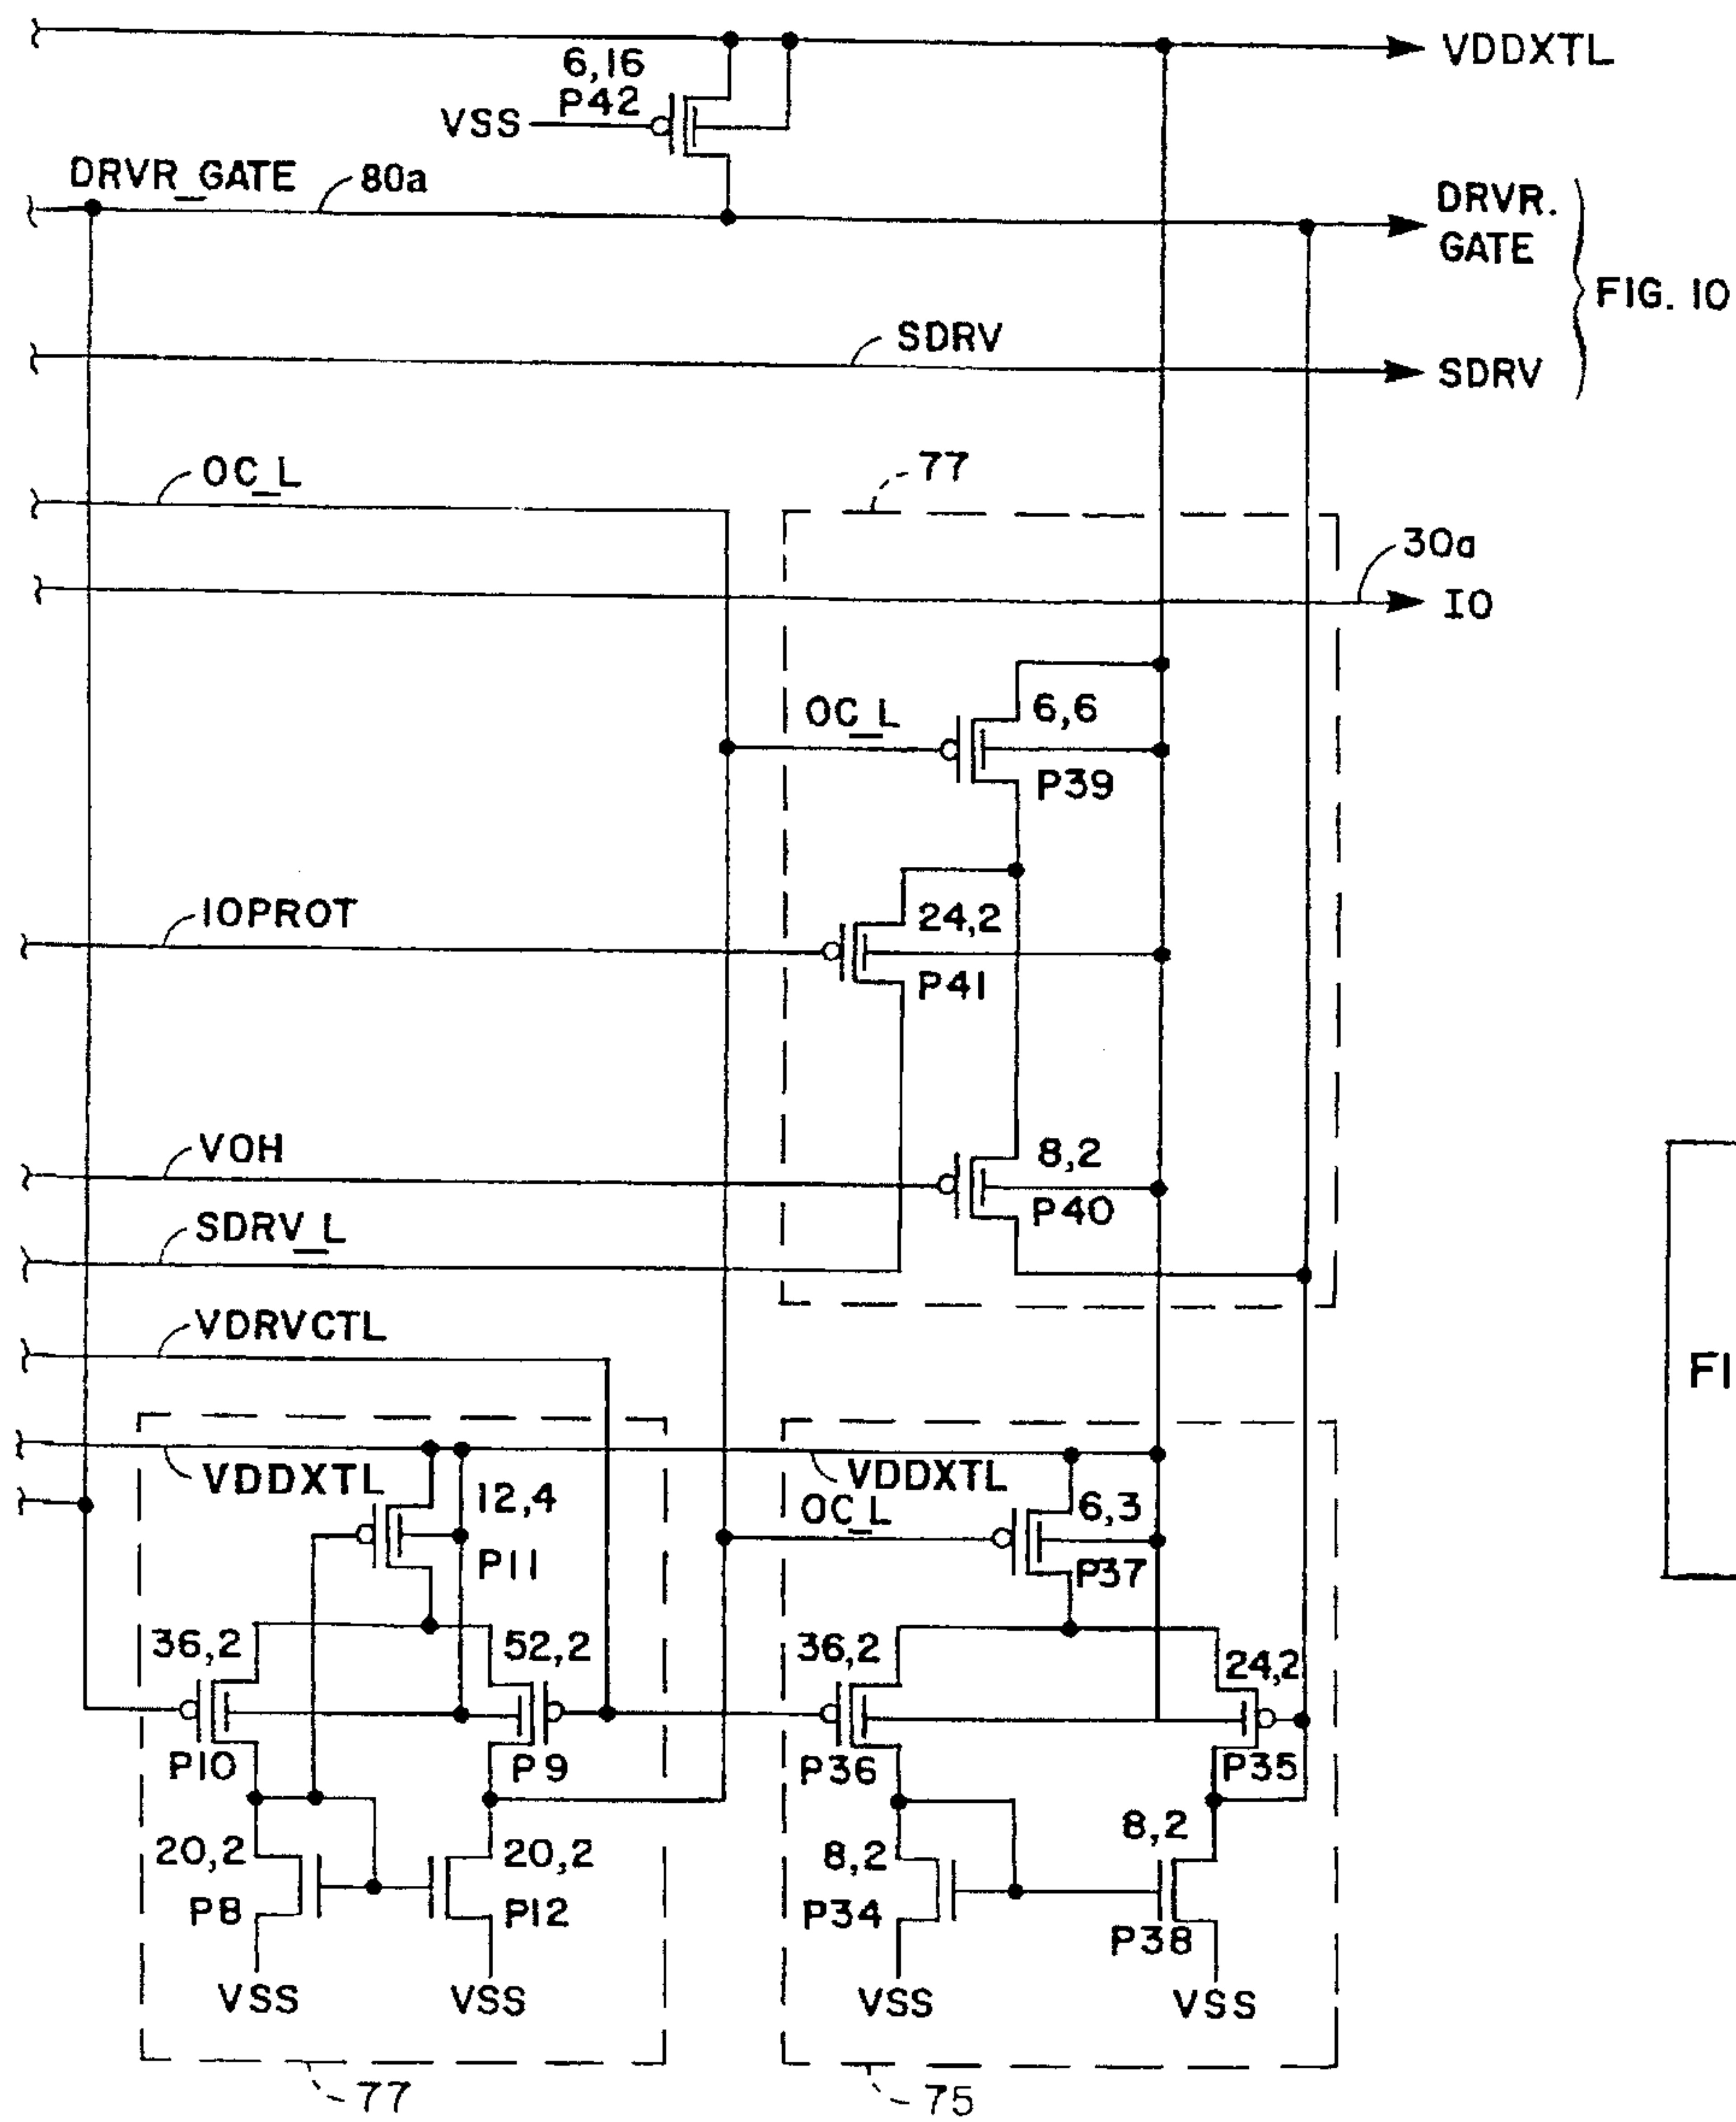 VDDXTL
6,16
P42
VSS
DRVR_GATE
80a
DRVR.
GATE
FIG. 10
SDRV
SDRV
OC_L
77
30a
IO
OC_L
6,6
P39
IOPROT
24,2
P41
VOH
8,2
P40
SDRV_L
VDRVCTL
FI
VDDXTL
12,4
P11
VDDXTL
OC_L
6,3
P37
36,2
52,2
36,2
24,2
P10
P9
P36
P35
20,2
20,2
8,2
8,2
P8
P12
P34
P38
VSS
VSS
VSS
VSS
77
75